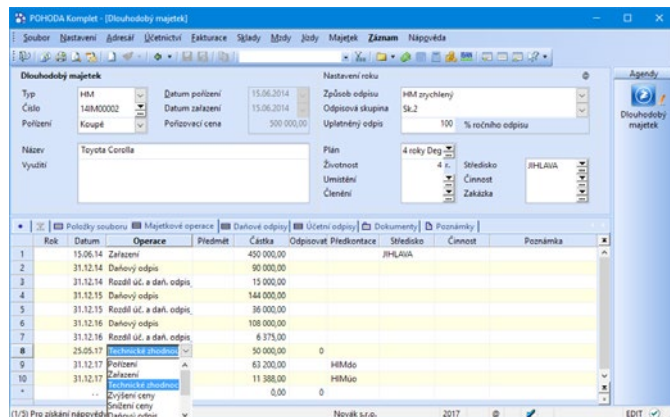 POHODA Komplet - [Dlouhodobý majetek]
Soubor Nastavení Adresář Účetnictví Fakturace Sklady Mzdy Jízdy Majetek Záznam Nápověda
Dlouhodobý majetek Nastavení roku
Agendy
Typ HM Datum pořízení 15.06.2014 Způsob odpisu HM zrychlený
Číslo 14IM00002 Datum zařazení 15.06.2014 Odpisová skupina Sk.2
Pořízení Koupě Pořizovací cena 500 000,00 Uplatněný odpis 100 % ročního odpisu
Dlouhodobý majetek
Název Toyota Corolla Plán 4 roky Deg
Využití Životnost 4 r. Středisko JIHLAVA
Umístění Činnost
Členění Zakázka
Položky souboru Majetkové operace Daňové odpisy Účetní odpisy Dokumenty Poznámky
Rok Datum Operace Předmět Částka Odpisovat Předkontace Středisko Činnost Poznámka
1 15.06.14 Zařazení 450 000,00 JIHLAVA
2 31.12.14 Daňový odpis 90 000,00
3 31.12.14 Rozdíl úč. a daň. odpis 15 000,00
4 31.12.15 Daňový odpis 144 000,00
5 31.12.15 Rozdíl úč. a daň. odpis 36 000,00
6 31.12.16 Daňový odpis 108 000,00
7 31.12.16 Rozdíl úč. a daň. odpis 6 375,00
8 25.05.17 Technické zhodnoc 50 000,00 0
9 31.12.17 Pořízení 63 200,00 HIMdo
10 31.12.17 Zařazení 11 388,00 HIMúo
Technické zhodnoc
* . . Zvýšení ceny 0,00 0
Snížení ceny
Daňový odpis
(1/5) Pro získání nápověd Novák s.r.o. 2017 @ EDIT